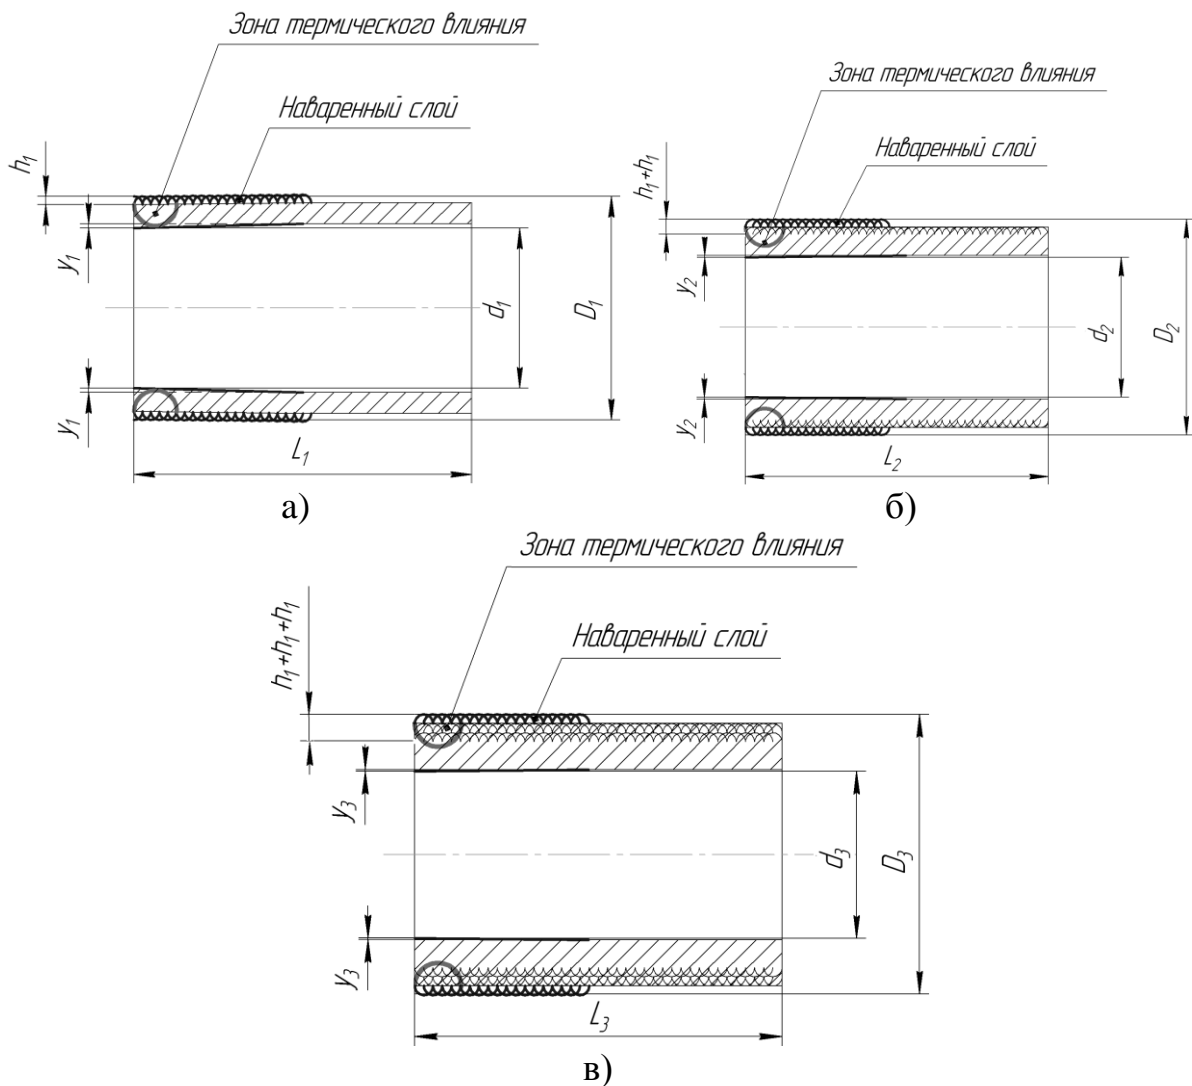 Зона термического влияния
Наваренный слой
h₁
y₁
y₁
d₁
D₁
L₁
а)
Зона термического влияния
Наваренный слой
h₁+h₁
y₂
y₂
d₂
D₂
L₂
б)
Зона термического влияния
Наваренный слой
h₁+h₁+h₁
y₃
y₃
d₃
D₃
L₃
в)